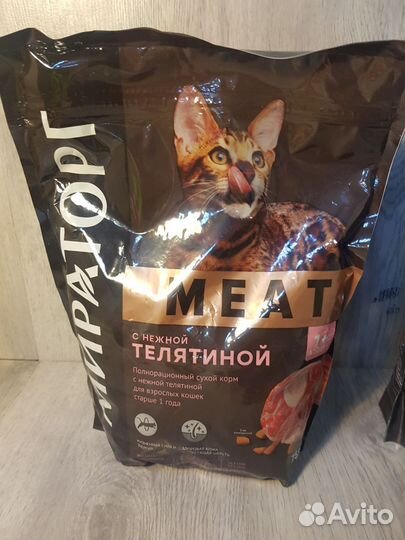 МИРАТОРГ
MEAT
С НЕЖНОЙ
ТЕЛЯТИНОЙ
Полнорационный сухой корм
с нежной телятиной
для взрослых кошек
старше 1 года
Avito